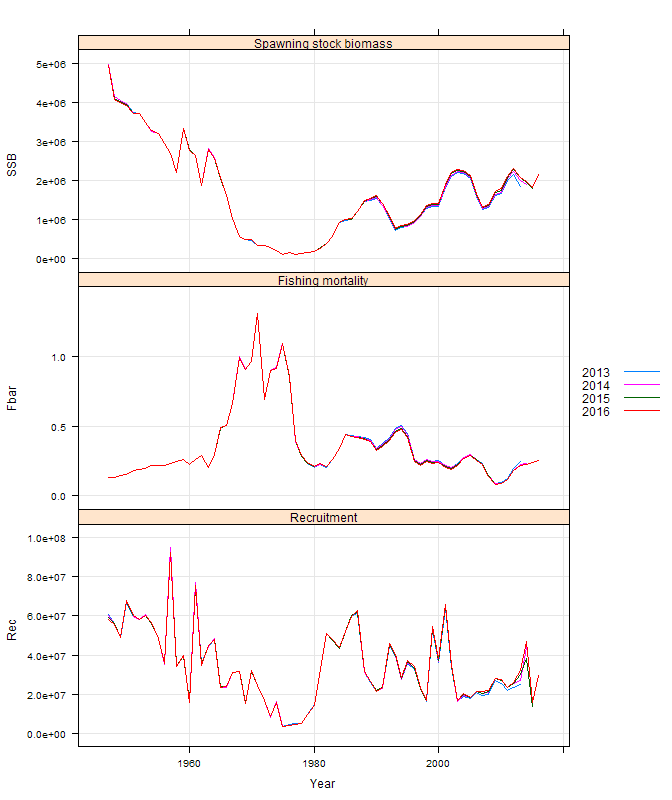 Spawning stock biomass
5e+06
4e+06
3e+06
2e+06
1e+06
0e+00
SSB
Fishing mortality
1.0
0.5
0.0
Fbar
2013
2014
2015
2016
Recruitment
1.0e+08
8.0e+07
6.0e+07
4.0e+07
2.0e+07
0.0e+00
Rec
1960 1980 2000
Year